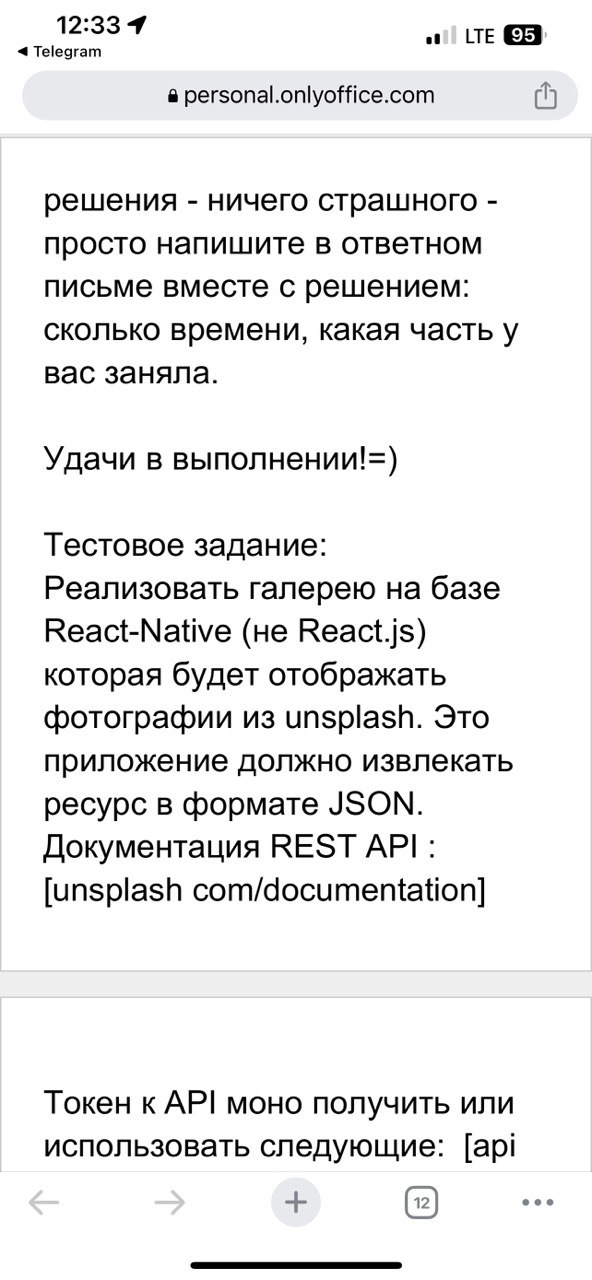 12:33
LTE 95
◀ Telegram
personal.onlyoffice.com
решения - ничего страшного -
просто напишите в ответном
письме вместе с решением:
сколько времени, какая часть у
вас заняла.
Удачи в выполнении!=)
Тестовое задание:
Реализовать галерею на базе
React-Native (не React.js)
которая будет отображать
фотографии из unsplash. Это
приложение должно извлекать
ресурс в формате JSON.
Документация REST API :
[unsplash com/documentation]
Токен к API моно получить или
использовать следующие:  [api
12